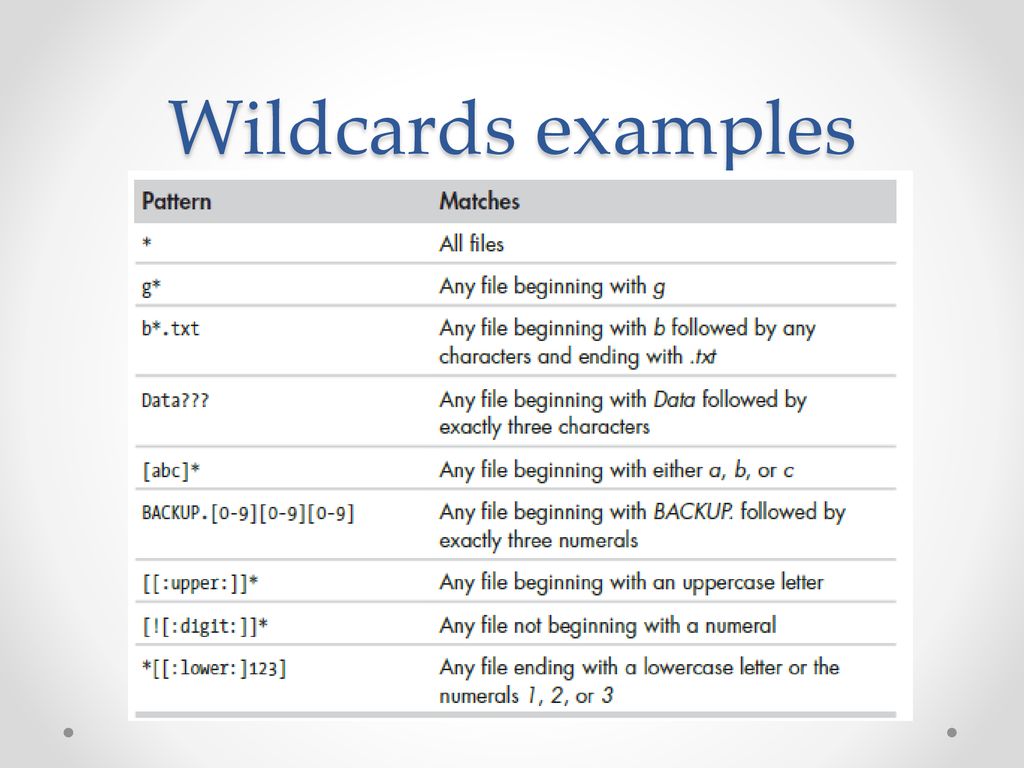 Wildcards examples
Pattern Matches
* All files
g* Any file beginning with g
b*.txt Any file beginning with b followed by any
characters and ending with .txt
Data??? Any file beginning with Data followed by
exactly three characters
[abc]* Any file beginning with either a, b, or c
BACKUP.[0-9][0-9][0-9] Any file beginning with BACKUP. followed by
exactly three numerals
[[:upper:]]* Any file beginning with an uppercase letter
[![:digit:]]* Any file not beginning with a numeral
*[[:lower:]123] Any file ending with a lowercase letter or the
numerals 1, 2, or 3